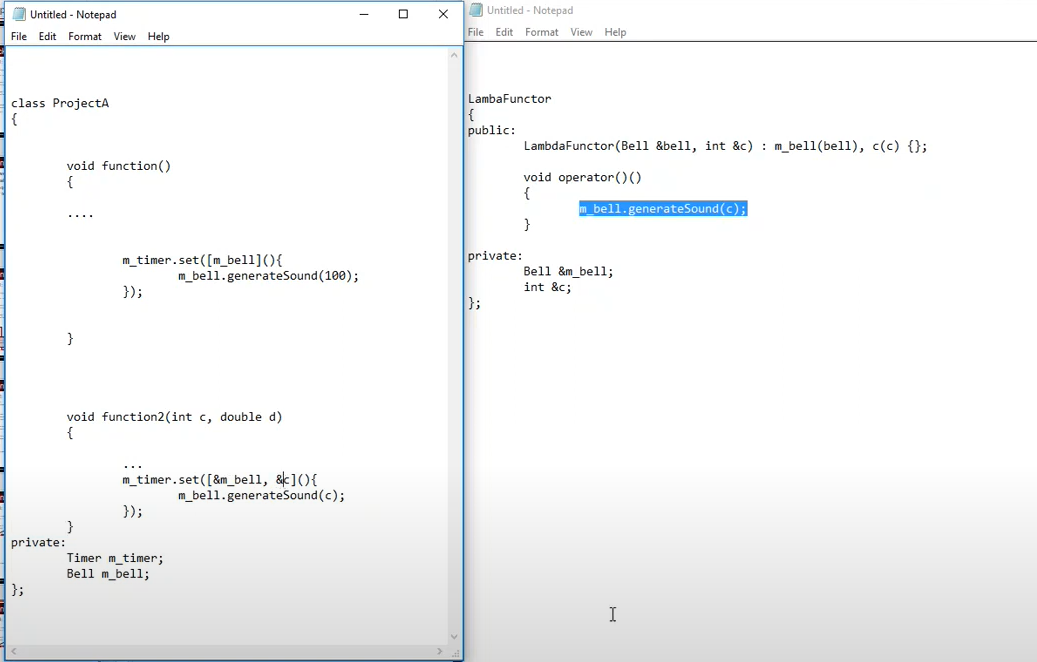 Untitled - Notepad
File Edit Format View Help
class ProjectA
{
void function()
{
....
m_timer.set([m_bell](){
m_bell.generateSound(100);
});
}
void function2(int c, double d)
{
...
m_timer.set([&m_bell, &c](){
m_bell.generateSound(c);
});
}
private:
Timer m_timer;
Bell m_bell;
};
Untitled - Notepad
File Edit Format View Help
LambaFunctor
{
public:
LambdaFunctor(Bell &bell, int &c) : m_bell(bell), c(c) {};
void operator()()
{
m_bell.generateSound(c);
}
private:
Bell &m_bell;
int &c;
};